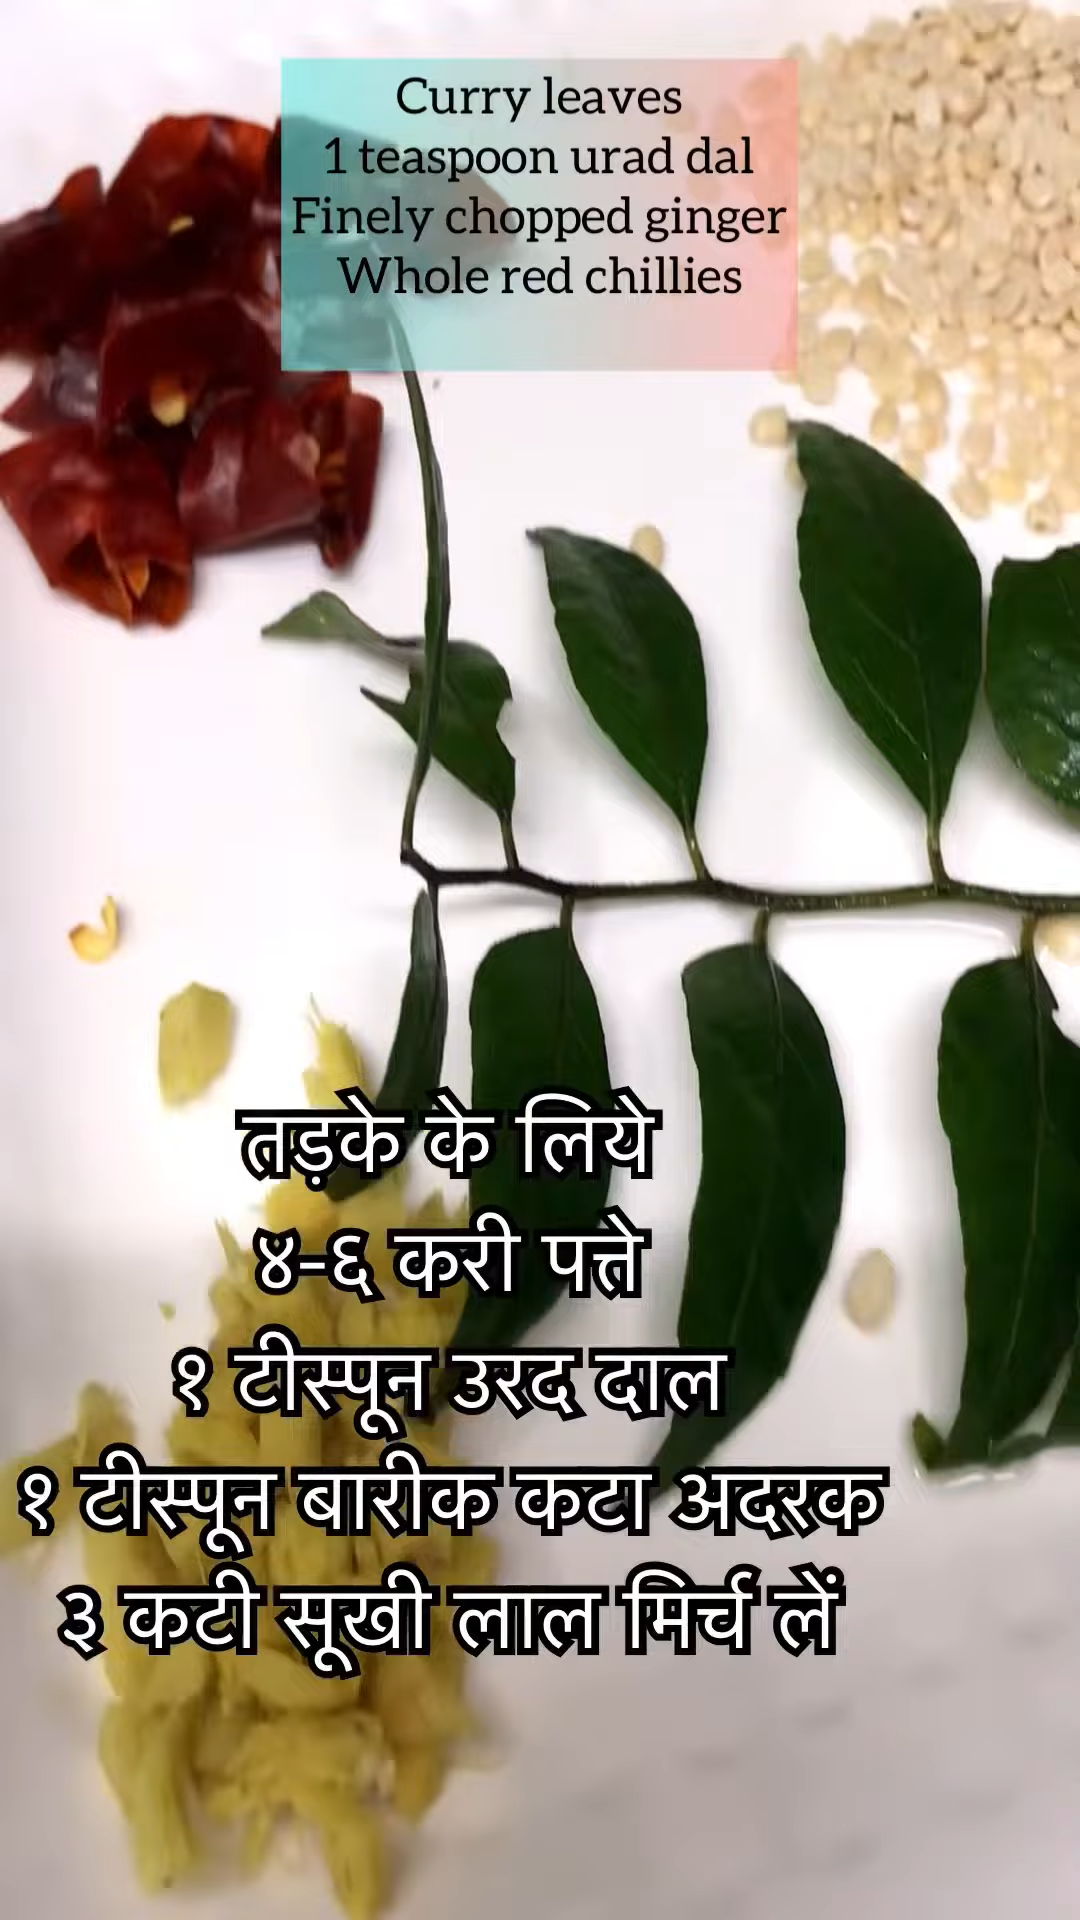 Curry leaves
1 teaspoon urad dal
Finely chopped ginger
Whole red chillies
तड़के के लिये
४-६ करी पत्ते
१ टीस्पून उरद दाल
१ टीस्पून बारीक कटा अदरक
३ कटी सूखी लाल मिर्च लें